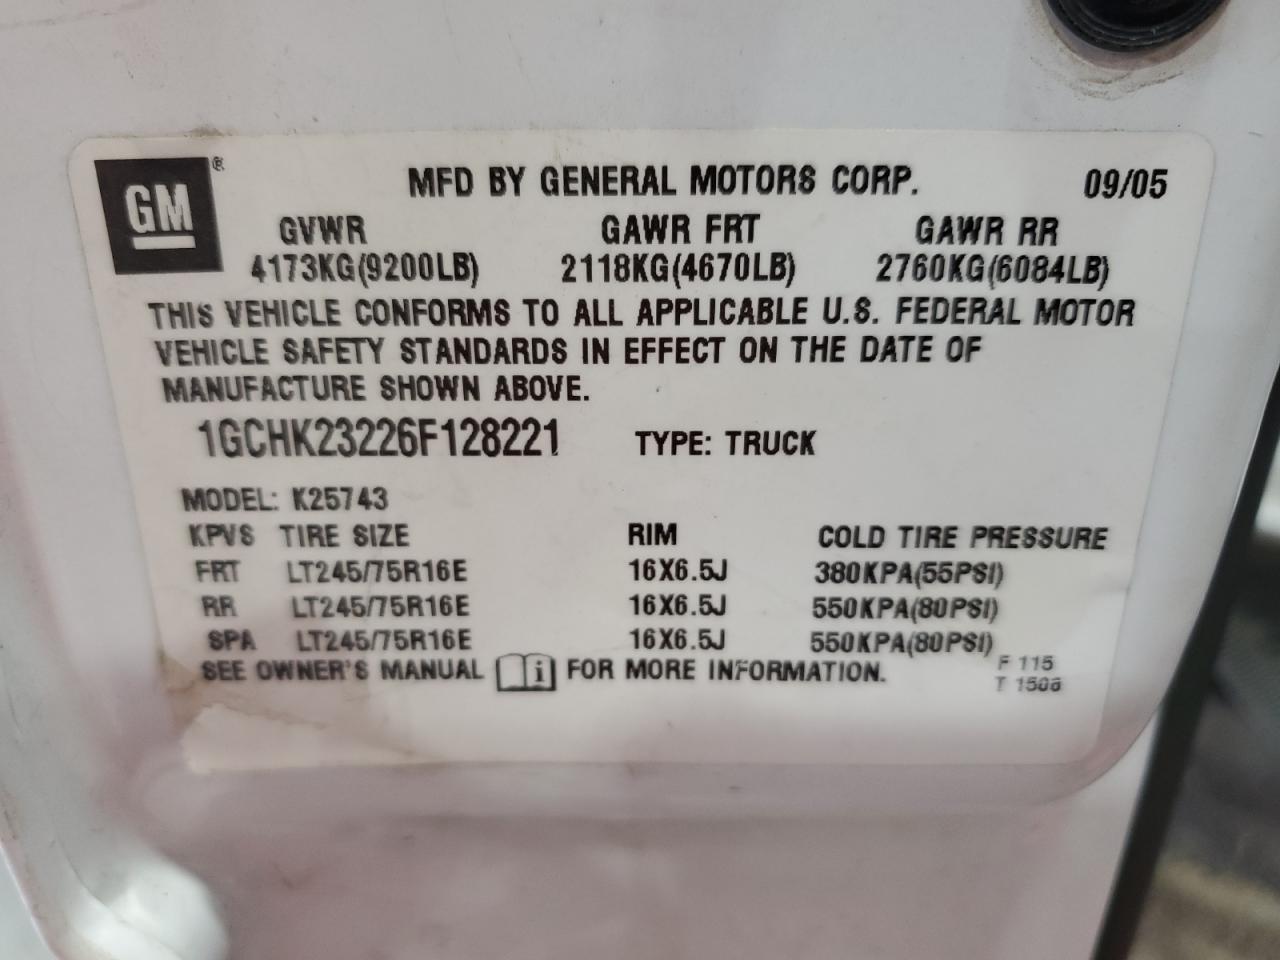 GM ®
MFD BY GENERAL MOTORS CORP. 09/05
GVWR GAWR FRT GAWR RR
4173KG(9200LB) 2118KG(4670LB) 2760KG(6084LB)
THIS VEHICLE CONFORMS TO ALL APPLICABLE U.S. FEDERAL MOTOR
VEHICLE SAFETY STANDARDS IN EFFECT ON THE DATE OF
MANUFACTURE SHOWN ABOVE.
1GCHK23226F128221 TYPE: TRUCK
MODEL: K25743
KPVS TIRE SIZE RIM COLD TIRE PRESSURE
FRT LT245/75R16E 16X6.5J 380KPA(55PSI)
RR LT245/75R16E 16X6.5J 550KPA(80PSI)
SPA LT245/75R16E 16X6.5J 550KPA(80PSI)
SEE OWNER'S MANUAL i FOR MORE INFORMATION.
F 115
T